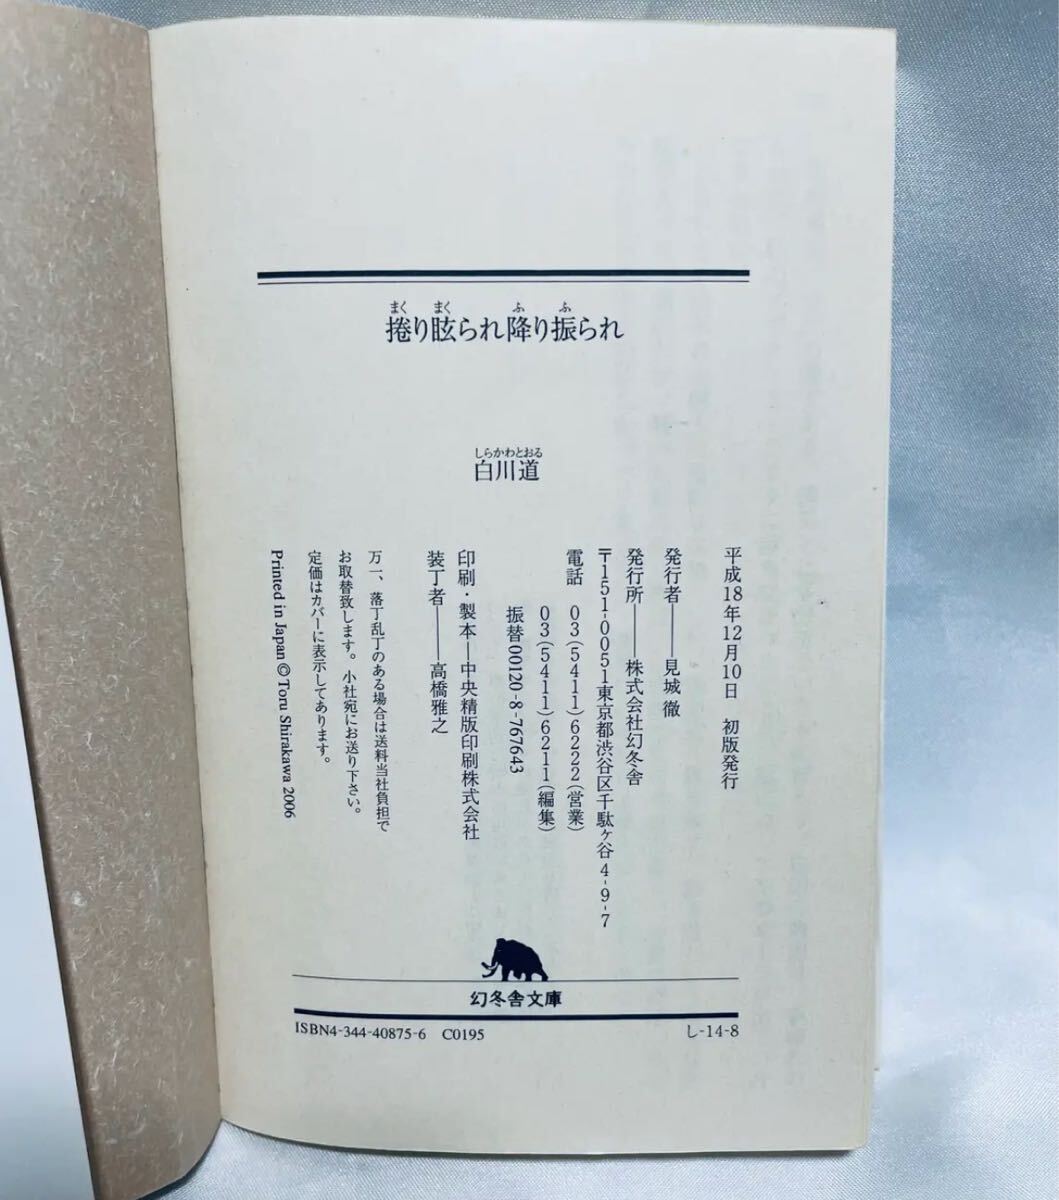 まく まく ふ ふ
捲り眩られ降り振られ
しらかわとおる
白川道
平成18年12月10日 初版発行
発行者――見城 徹
発行所――株式会社幻冬舎
〒151-0051東京都渋谷区千駄ヶ谷4-9-7
電話 03(5411)6222(営業)
03(5411)6211(編集)
振替00120-8-767643
印刷・製本―中央精版印刷株式会社
装丁者――高橋雅之
万一、落丁乱丁のある場合は送料当社負担で
お取替致します。小社宛にお送り下さい。
定価はカバーに表示してあります。
Printed in Japan © Toru Shirakawa 2006
幻冬舎文庫
ISBN4-344-40875-6 C0195
し-14-8